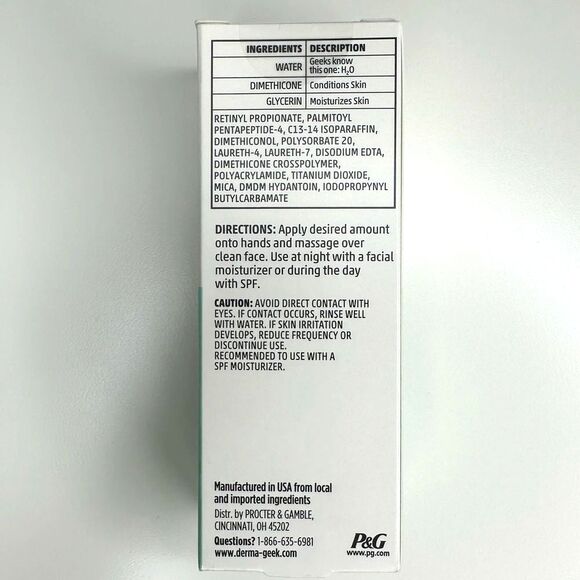 INGREDIENTS DESCRIPTION
WATER Geeks know
this one: H₂O
DIMETHICONE Conditions Skin
GLYCERIN Moisturizes Skin
RETINYL PROPIONATE, PALMITOYL
PENTAPEPTIDE-4, C13-14 ISOPARAFFIN,
DIMETHICONOL, POLYSORBATE 20,
LAURETH-4, LAURETH-7, DISODIUM EDTA,
DIMETHICONE CROSSPOLYMER,
POLYACRYLAMIDE, TITANIUM DIOXIDE,
MICA, DMDM HYDANTOIN, IODOPROPYNYL
BUTYLCARBAMATE
DIRECTIONS: Apply desired amount
onto hands and massage over
clean face. Use at night with a facial
moisturizer or during the day
with SPF.
CAUTION: AVOID DIRECT CONTACT WITH
EYES. IF CONTACT OCCURS, RINSE WELL
WITH WATER. IF SKIN IRRITATION
DEVELOPS, REDUCE FREQUENCY OR
DISCONTINUE USE.
RECOMMENDED TO USE WITH A
SPF MOISTURIZER.
Manufactured in USA from local
and imported ingredients
Distr. by PROCTER & GAMBLE,
CINCINNATI, OH 45202
Questions? 1-866-635-6981
www.derma-geek.com
P&G
www.pg.com